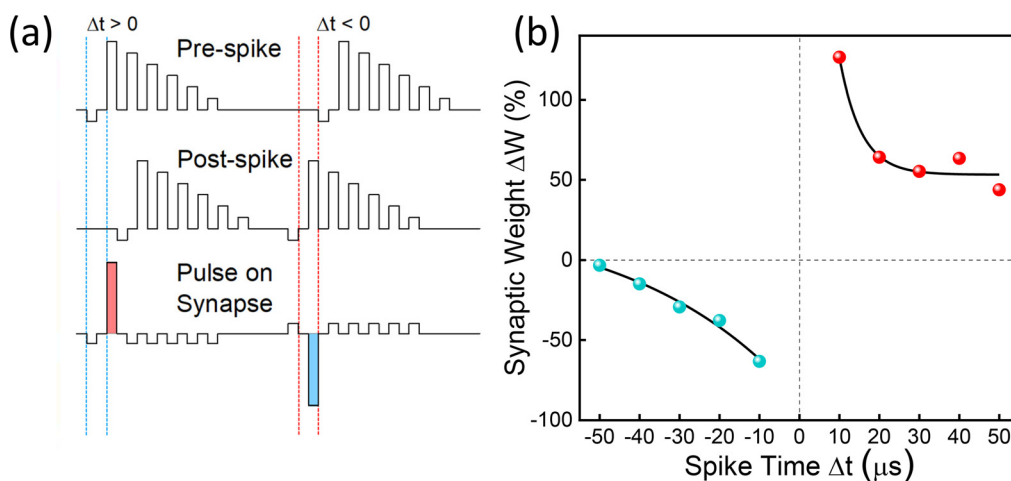 (a)
Δt > 0
Δt < 0
Pre-spike
Post-spike
Pulse on
Synapse
(b)
Synaptic Weight ΔW (%)
100
50
0
-50
-100
-50 -40 -30 -20 -10 0 10 20 30 40 50
Spike Time Δt (μs)